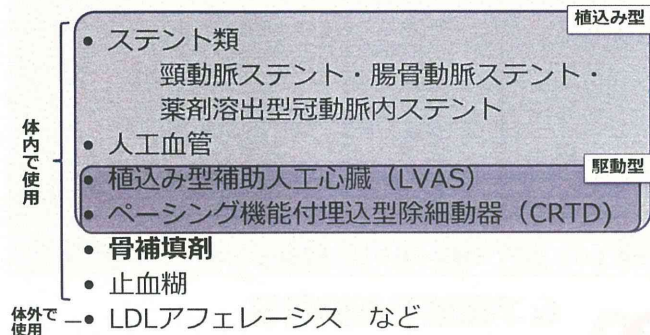 植込み型
• ステント類
頸動脈ステント・腸骨動脈ステント・
薬剤溶出型冠動脈内ステント
• 人工血管
駆動型
• 植込み型補助人工心臓（LVAS）
• ペーシング機能付埋込型除細動器（CRTD)
• 骨補填剤
• 止血糊
体内で使用
体外で
使用
• LDLアフェレーシス　など